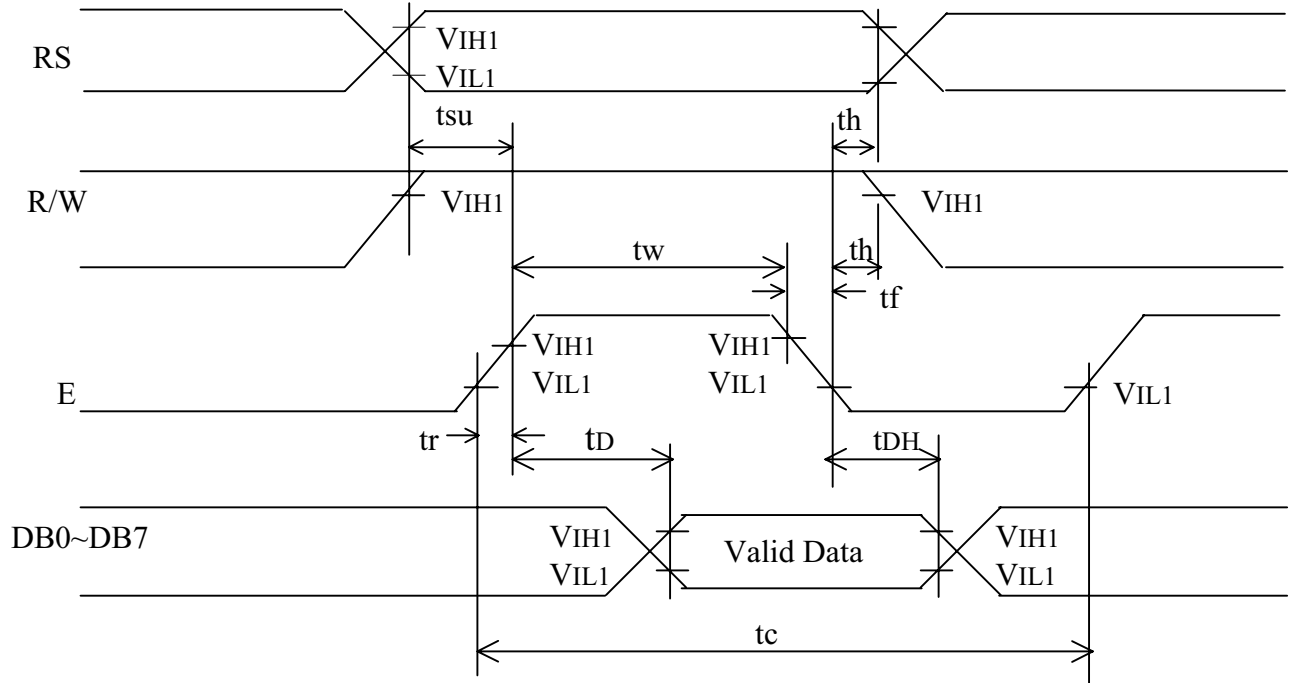 RS
VIH1
VIL1
tsu
th
R/W
VIH1
VIH1
tw
th
tf
E
VIH1
VIL1
VIH1
VIL1
VIL1
tr
tD
tDH
DB0~DB7
VIH1
VIL1
Valid Data
VIH1
VIL1
tc